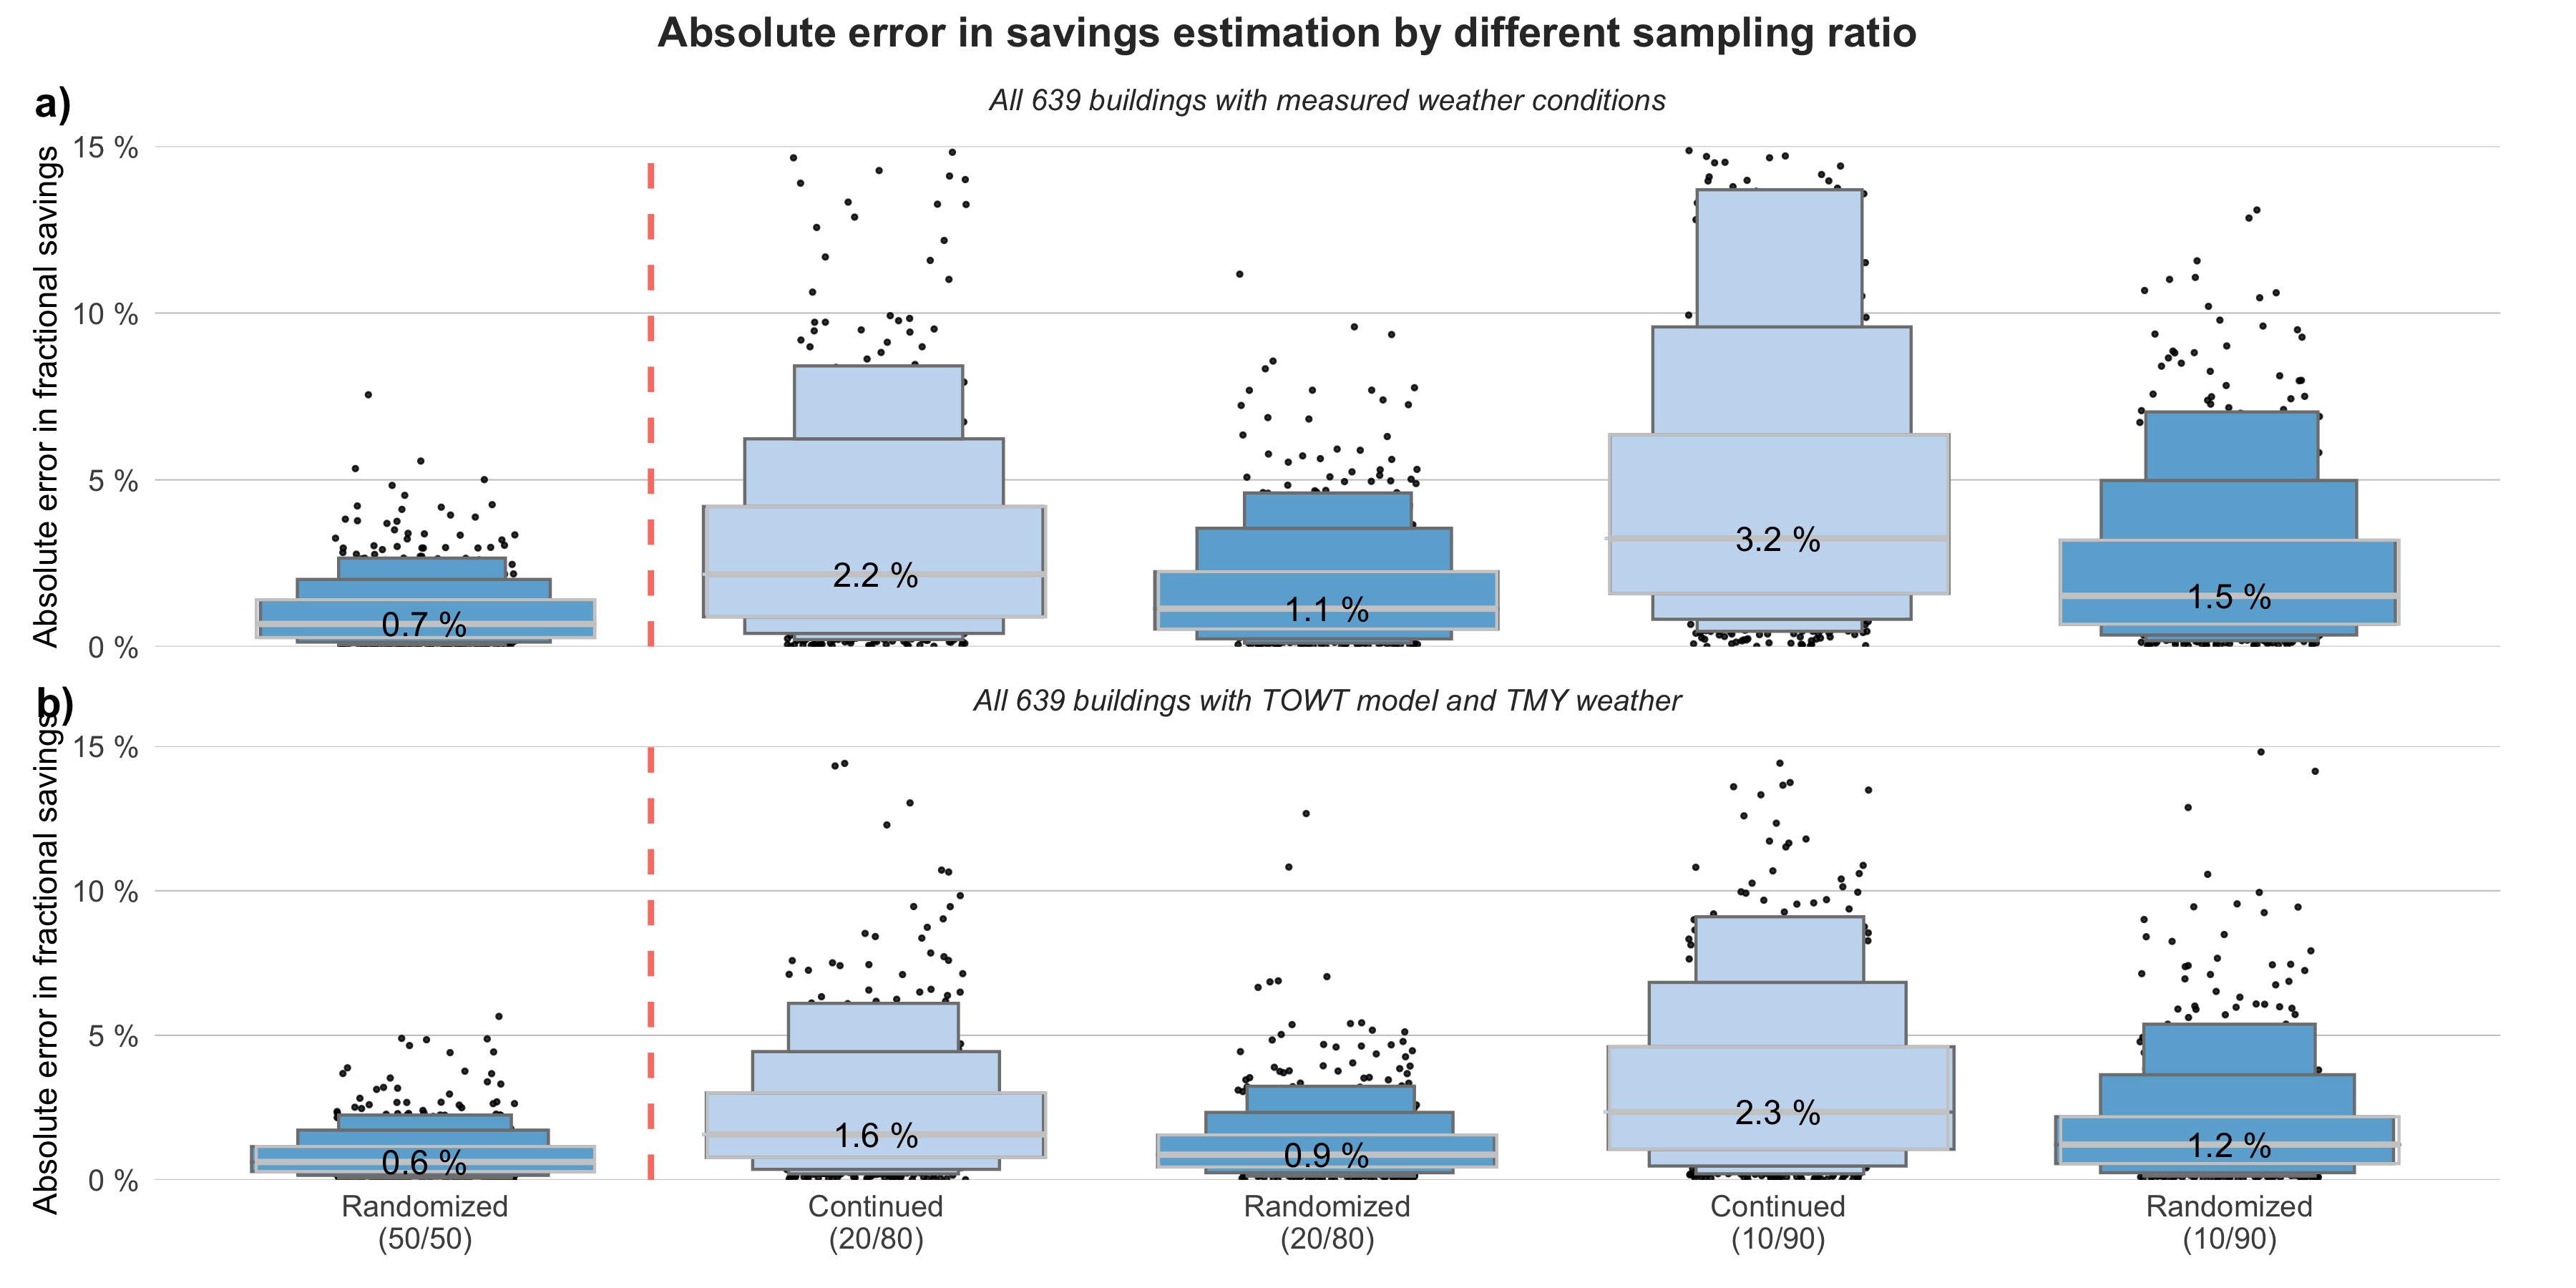 Absolute error in savings estimation by different sampling ratio
a)
All 639 buildings with measured weather conditions
Absolute error in fractional savings
15 %
10 %
5 %
0 %
0.7 %
2.2 %
1.1 %
3.2 %
1.5 %
b)
All 639 buildings with TOWT model and TMY weather
Absolute error in fractional savings
15 %
10 %
5 %
0 %
0.6 %
1.6 %
0.9 %
2.3 %
1.2 %
Randomized
(50/50)
Continued
(20/80)
Randomized
(20/80)
Continued
(10/90)
Randomized
(10/90)